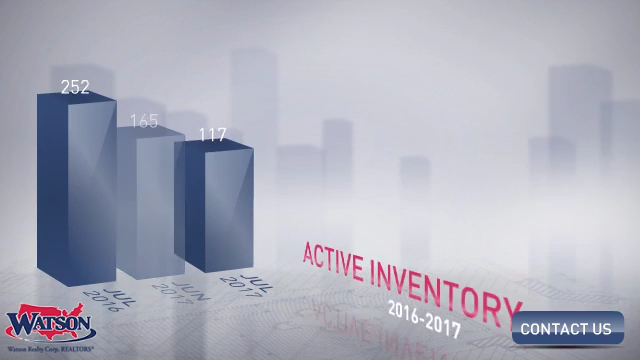 252
165
117
JUL
2016
JUN
2017
JUL
2017
ACTIVE INVENTORY
2016-2017
WATSON
Watson Realty Corp. REALTORS®
CONTACT US